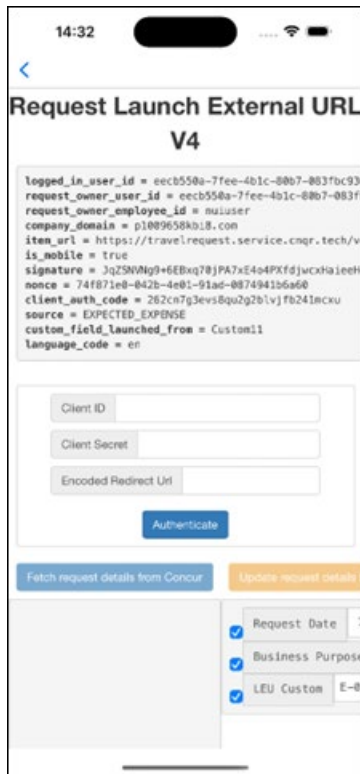 14:32
Request Launch External URL
V4
logged_in_user_id = eecb550a-7fee-4b1c-80b7-083fbc93
request_owner_user_id = eecb550a-7fee-4b1c-80b7-083f
request_owner_employee_id = nuiuser
company_domain = p1009658kbi8.com
item_url = https://travelrequest.service.cnqr.tech/v
is_mobile = true
signature =
nonce = 74f871e0-042b-4e01-91ad-0874941b6a60
client_auth_code = 262cn7g3evs8qu2g2blvjfb241mcxu
source = EXPECTED_EXPENSE
custom_field_launched_from = Custom11
language_code = en
Client ID
Client Secret
Encoded Redirect Url
Authenticate
Fetch request details from Concur Update request details
Request Date
Business Purpose
LEU Custom E-0